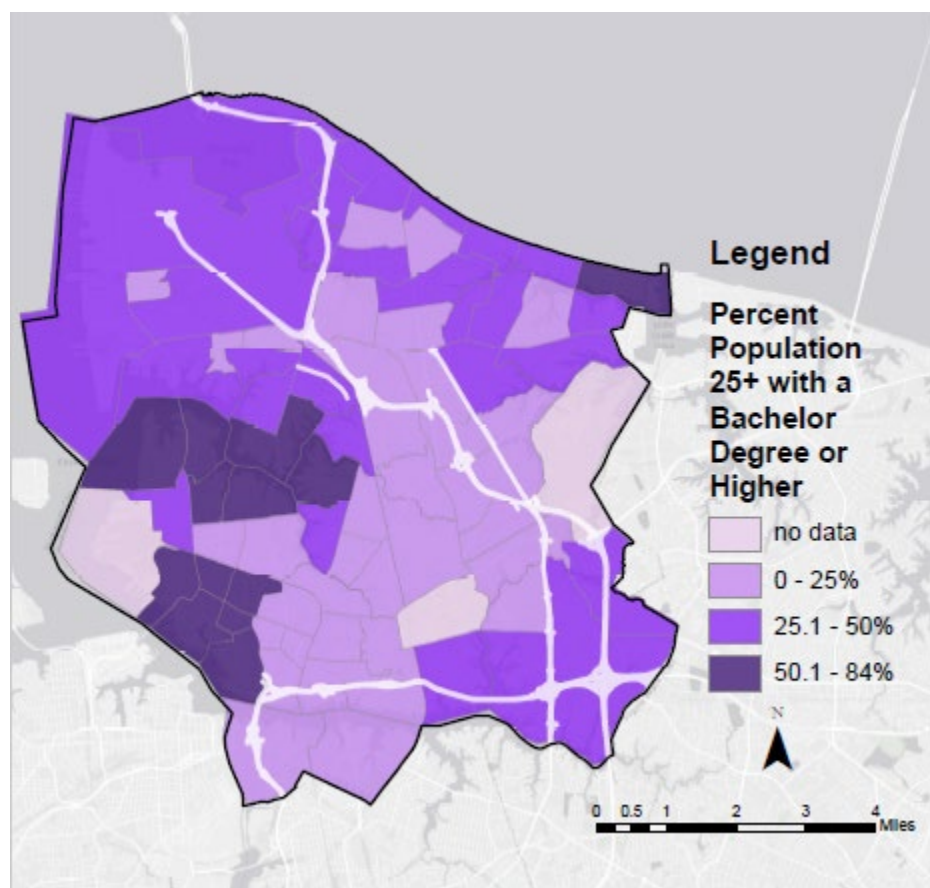 Legend
Percent
Population
25+ with a
Bachelor
Degree or
Higher
no data
0 - 25%
25.1 - 50%
50.1 - 84%
N
0 0.5 1 2 3 4
Miles